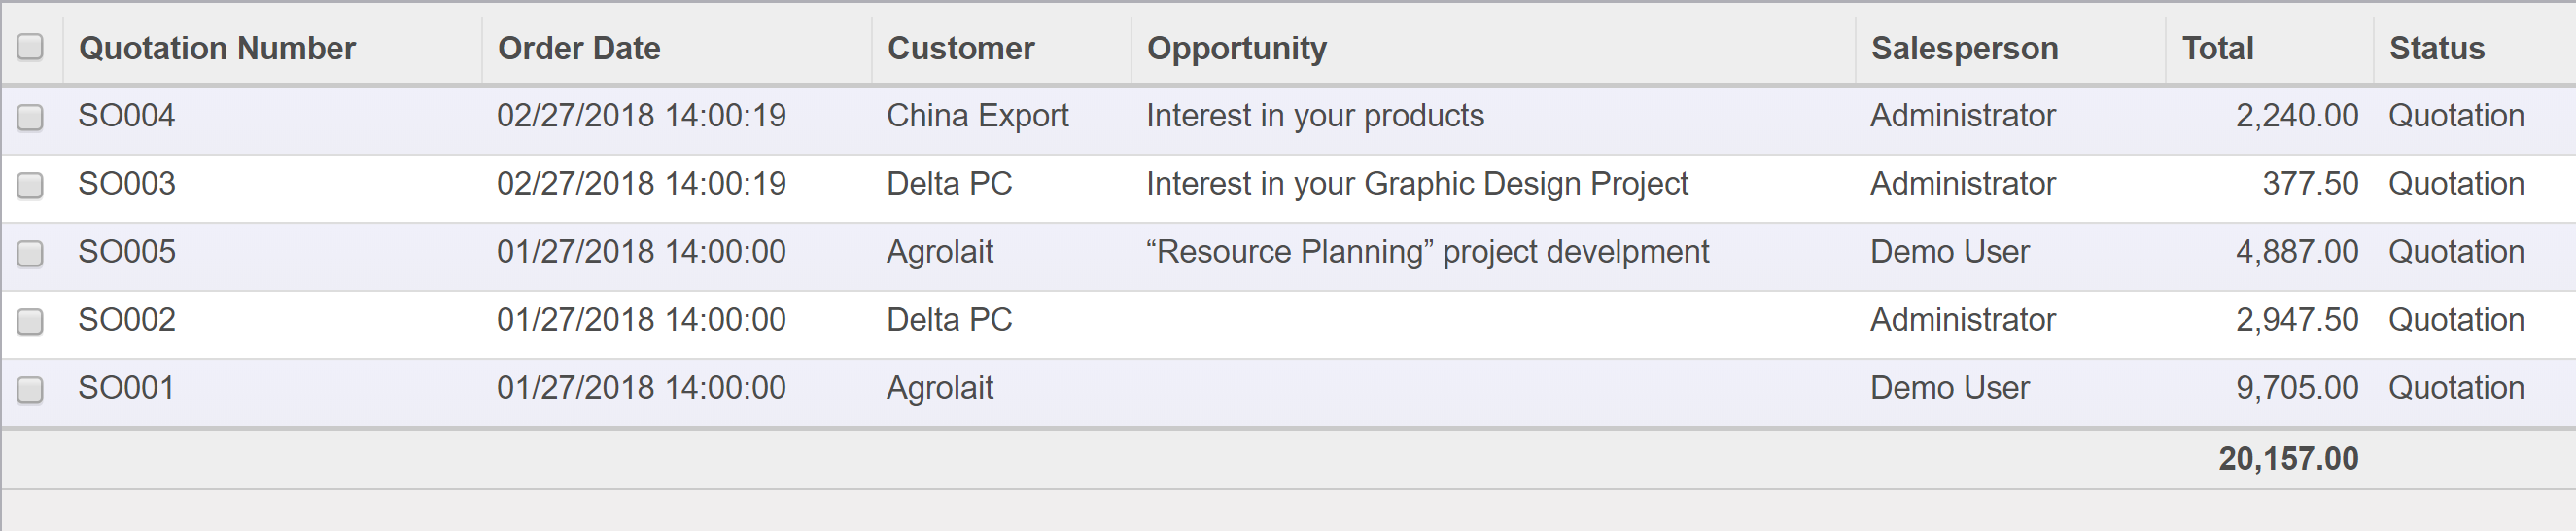 Quotation Number Order Date Customer Opportunity Salesperson Total Status
SO004 02/27/2018 14:00:19 China Export Interest in your products Administrator 2,240.00 Quotation
SO003 02/27/2018 14:00:19 Delta PC Interest in your Graphic Design Project Administrator 377.50 Quotation
SO005 01/27/2018 14:00:00 Agrolait “Resource Planning” project develpment Demo User 4,887.00 Quotation
SO002 01/27/2018 14:00:00 Delta PC Administrator 2,947.50 Quotation
SO001 01/27/2018 14:00:00 Agrolait Demo User 9,705.00 Quotation
20,157.00